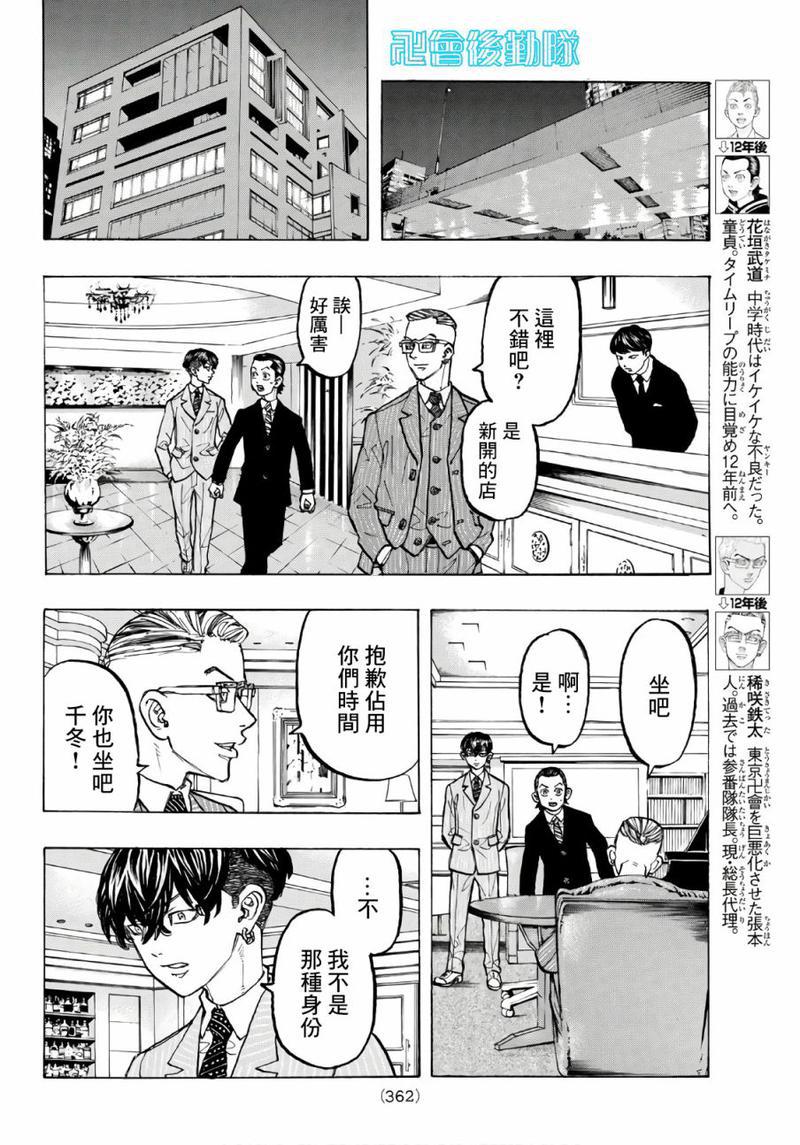 卍會後勤隊
⇩12年後
花垣武道 中学時代はイケイケな不良だった。
童貞。タイムリープの能力に目覚め12年前へ。
⇩12年後
稀咲鉄太 東京卍會を巨悪化させた張本
人。過去では参番隊隊長。現・総長代理。
這裡
不錯吧？
是
新開的店
誒—
好厲害
坐吧
啊…
是！
抱歉佔用
你們時間
你也坐吧
千冬！
…不
我不是
那種身份
(362)